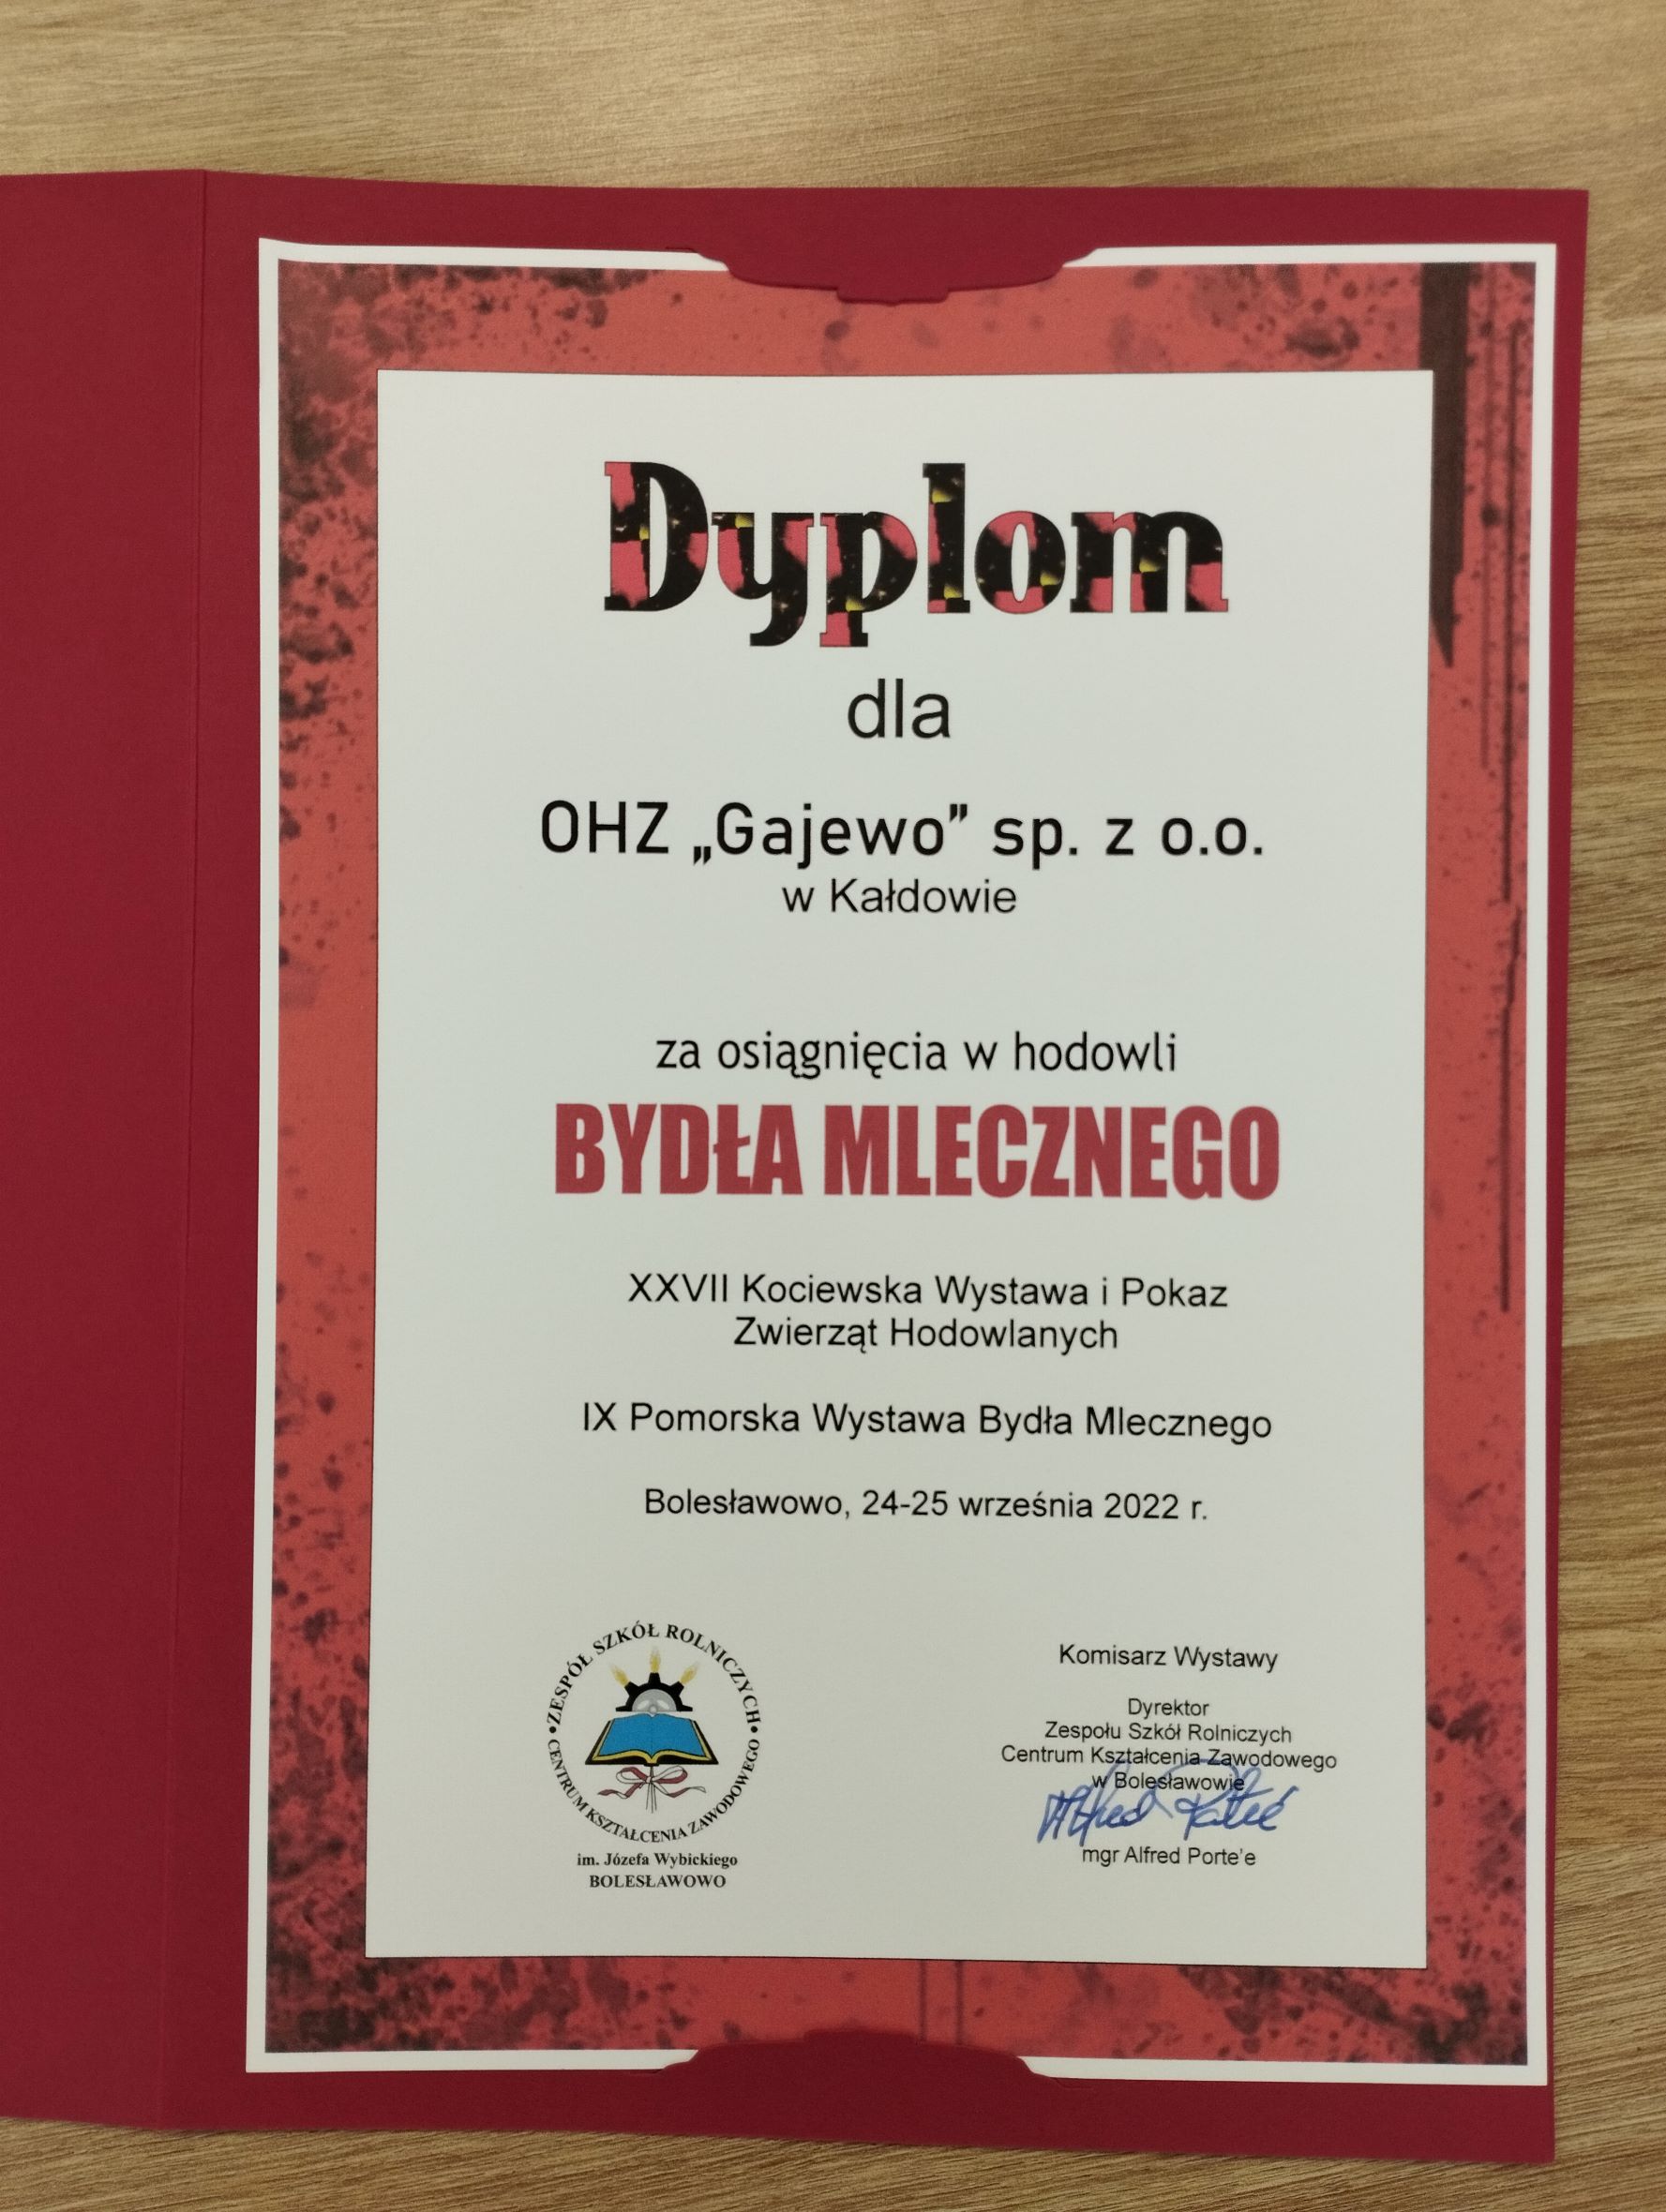 Dyplom
dla
OHZ „Gajewo” sp. z o.o.
w Kałdowie
za osiągnięcia w hodowli
BYDŁA MLECZNEGO
XXVII Kociewska Wystawa i Pokaz
Zwierząt Hodowlanych
IX Pomorska Wystawa Bydła Mlecznego
Bolesławowo, 24-25 września 2022 r.
•ZESPÓŁ SZKÓŁ ROLNICZYCH•
CENTRUM KSZTAŁCENIA ZAWODOWEGO
im. Józefa Wybickiego
BOLESŁAWOWO
Komisarz Wystawy
Dyrektor
Zespołu Szkół Rolniczych
Centrum Kształcenia Zawodowego
w Bolesławowie
mgr Alfred Porte'e